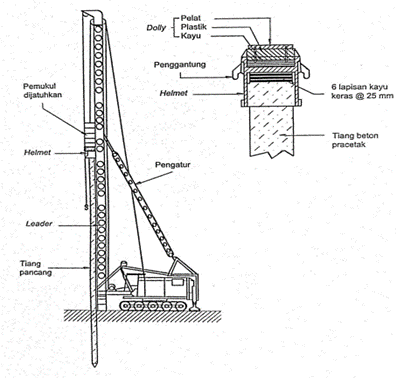 Pemukul
dijatuhkan
Helmet
Leader
Tiang
pancang
Pengatur
Dolly
Pelat
Plastik
Kayu
Penggantung
Helmet
6 lapisan kayu
keras @ 25 mm
Tiang beton
pracetak